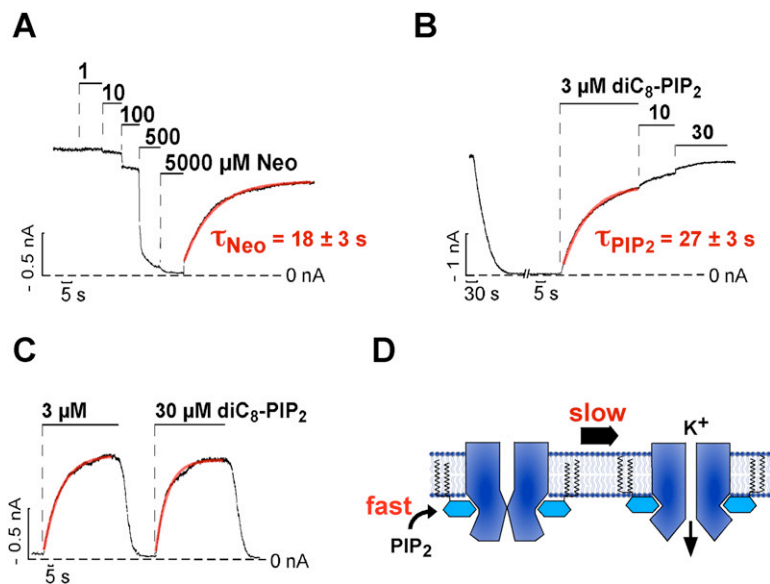 A
1
10
100
500
5000 µM Neo
τNeo = 18 ± 3 s
- 0.5 nA
0 nA
5 s
B
3 µM diC8-PIP2
10
30
τPIP2 = 27 ± 3 s
- 1 nA
30 s
5 s
0 nA
C
3 µM
30 µM diC8-PIP2
- 0.5 nA
0 nA
5 s
D
slow
K+
fast
PIP2